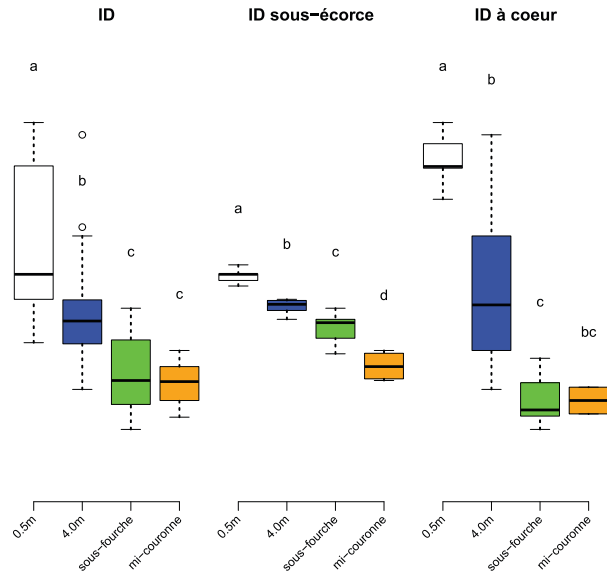 ID
ID sous−écorce
ID à coeur
a
b
c
c
a
b
c
d
a
b
c
bc
0.5m
4.0m
sous−fourche
mi−couronne
0.5m
4.0m
sous−fourche
mi−couronne
0.5m
4.0m
sous−fourche
mi−couronne